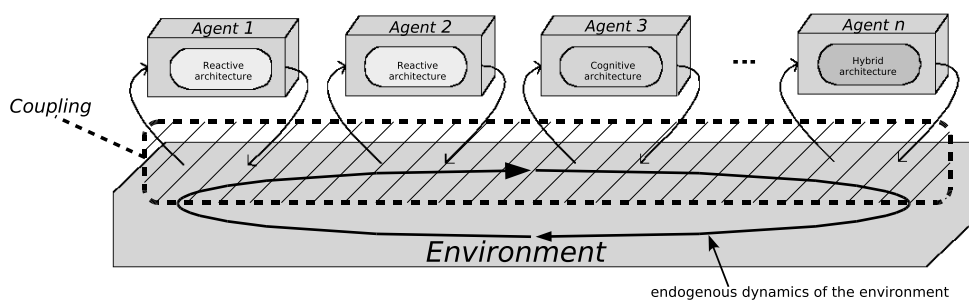 Agent 1
Agent 2
Agent 3
Agent n
Reactive
architecture
Reactive
architecture
Cognitive
architecture
...
Hybrid
architecture
Coupling
Environment
endogenous dynamics of the environment